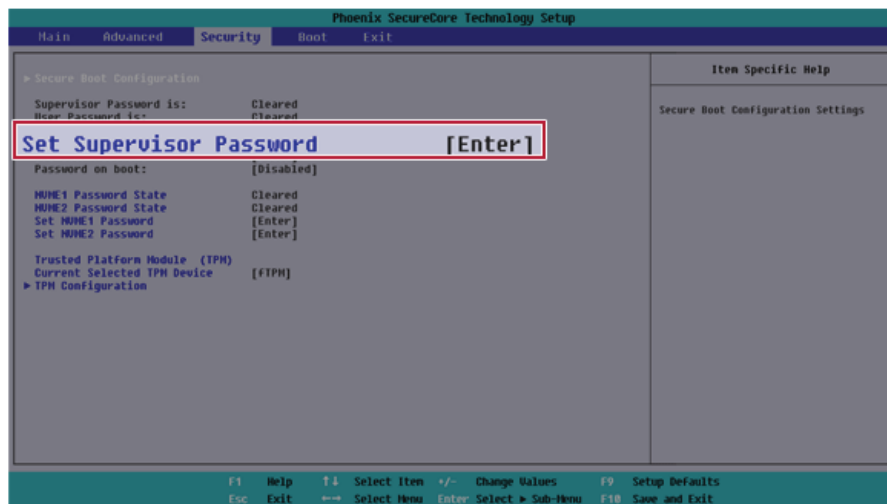 Phoenix SecureCore Technology Setup
Main Advanced Security Boot Exit
▶ Secure Boot Configuration
Item Specific Help
Supervisor Password is: Cleared
Secure Boot Configuration Settings
User Password is: Cleared
Set Supervisor Password [Enter]
Password on boot: [Disabled]
NVME1 Password State Cleared
NVME2 Password State Cleared
Set NVME1 Password [Enter]
Set NVME2 Password [Enter]
Trusted Platform Module (TPM)
Current Selected TPM Device [fTPM]
▶ TPM Configuration
F1 Help ↑↓ Select Item +/- Change Values F9 Setup Defaults
Esc Exit ←→ Select Menu Enter Select ▶ Sub-Menu F10 Save and Exit